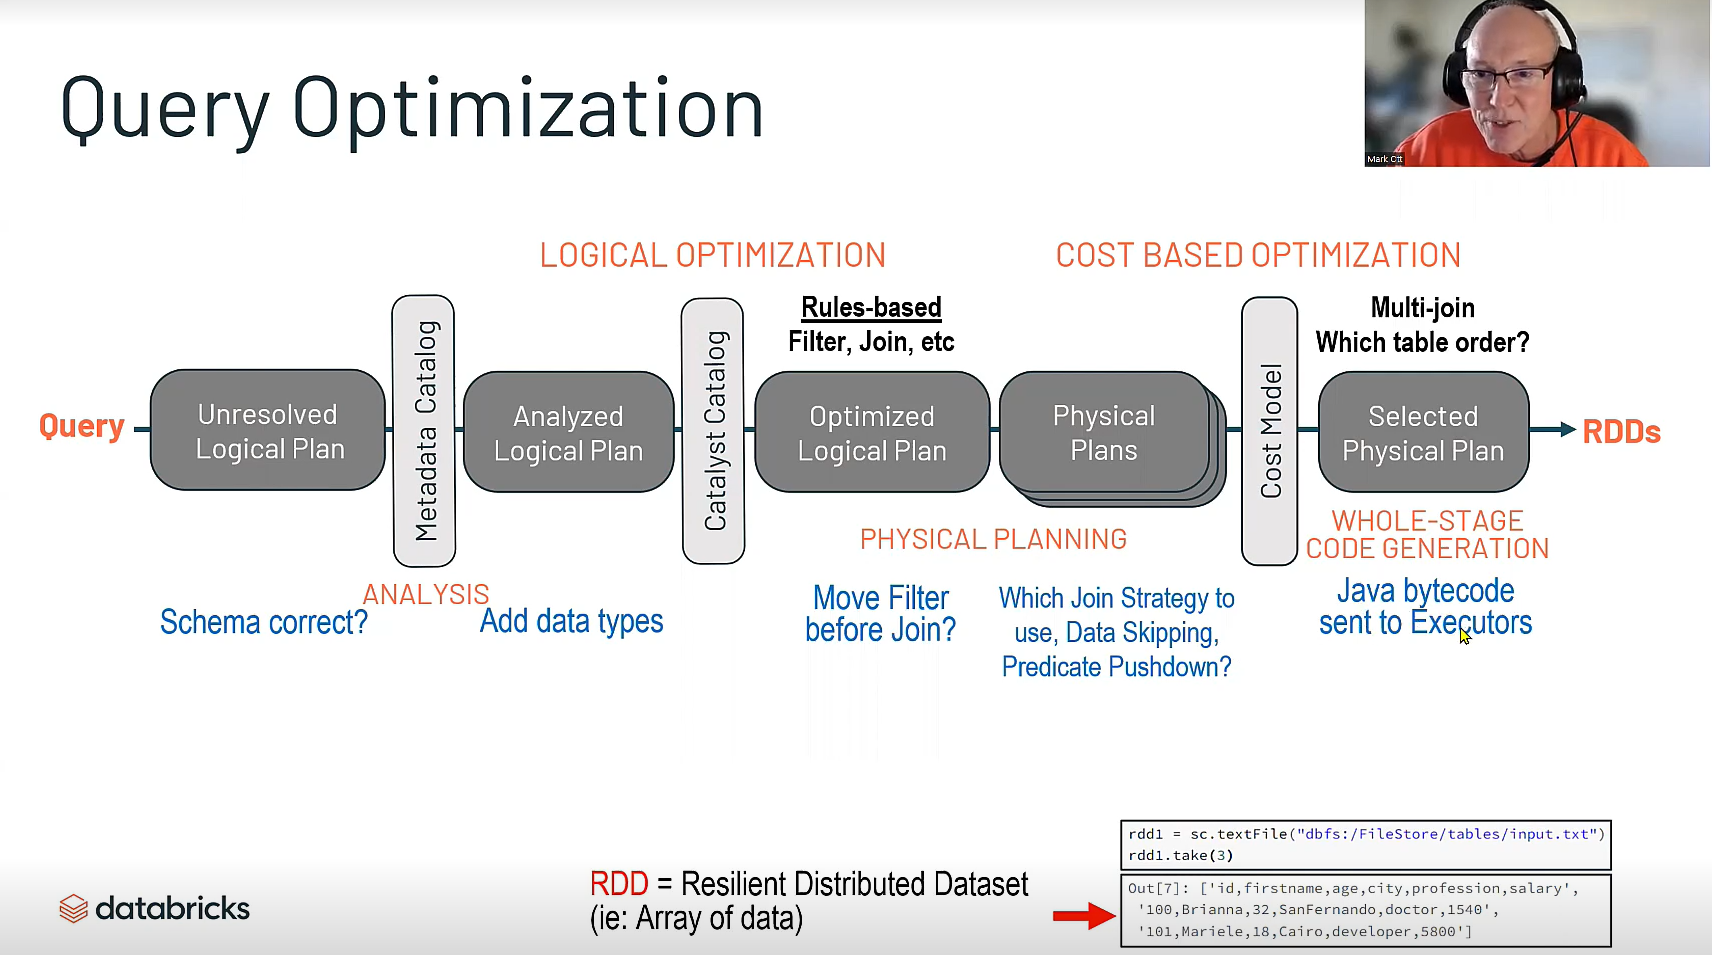 Query Optimization
Mark Ott
LOGICAL OPTIMIZATION
COST BASED OPTIMIZATION
Rules-based
Filter, Join, etc
Multi-join
Which table order?
Query
Unresolved
Logical Plan
Metadata Catalog
Analyzed
Logical Plan
Catalyst Catalog
Optimized
Logical Plan
Physical
Plans
Cost Model
Selected
Physical Plan
RDDs
ANALYSIS
PHYSICAL PLANNING
WHOLE-STAGE
CODE GENERATION
Schema correct?
Add data types
Move Filter
before Join?
Which Join Strategy to
use, Data Skipping,
Predicate Pushdown?
Java bytecode
sent to Executors
databricks
RDD = Resilient Distributed Dataset
(ie: Array of data)
rdd1 = sc.textFile("dbfs:/FileStore/tables/input.txt")
rdd1.take(3)
Out[7]: ['id,firstname,age,city,profession,salary',
'100,Brianna,32,SanFernando,doctor,1540',
'101,Mariele,18,Cairo,developer,5800']